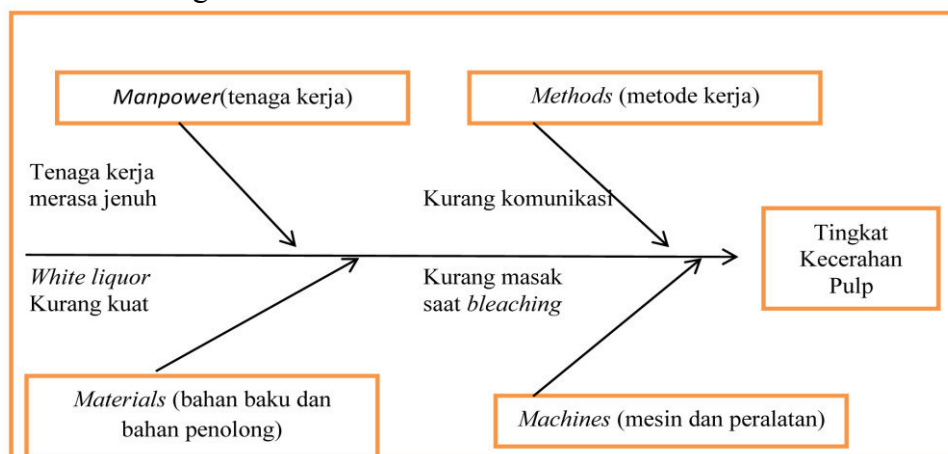 Manpower(tenaga kerja)
Methods (metode kerja)
Tenaga kerja
merasa jenuh
Kurang komunikasi
Tingkat
Kecerahan
Pulp
White liquor
Kurang kuat
Kurang masak
saat bleaching
Materials (bahan baku dan
bahan penolong)
Machines (mesin dan peralatan)